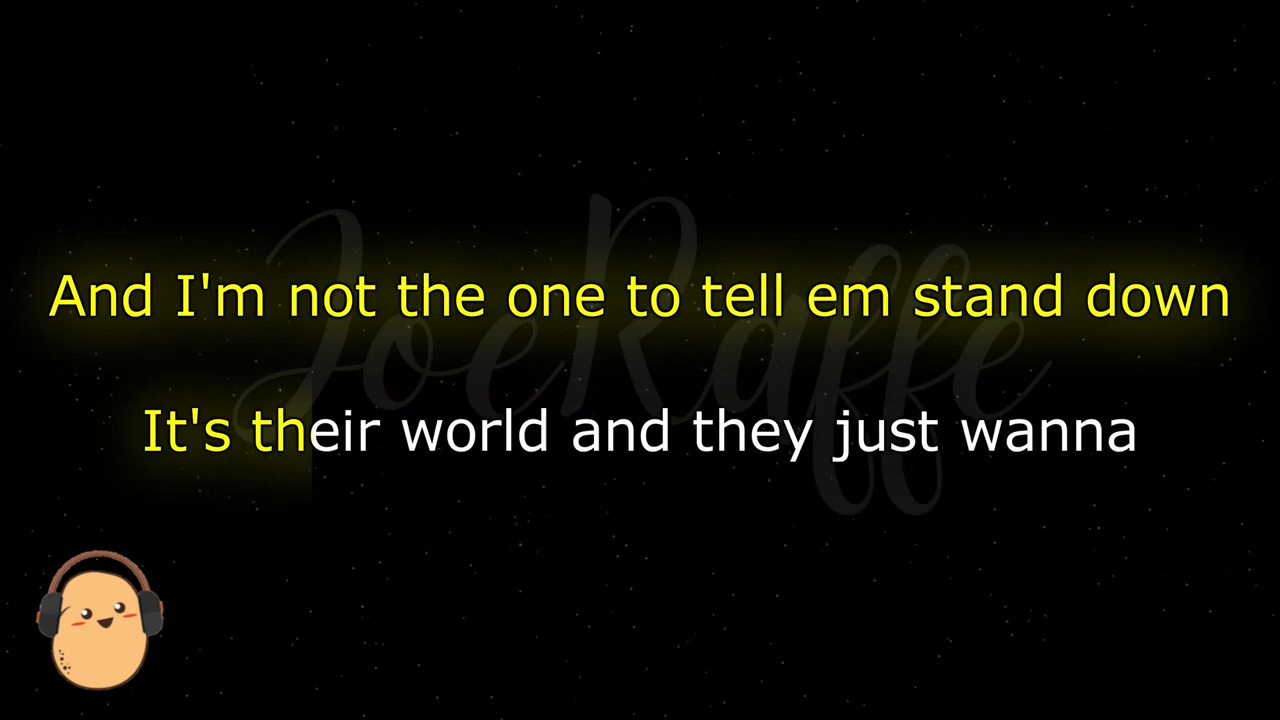 JoeRaffe
And I'm not the one to tell em stand down
It's their world and they just wanna